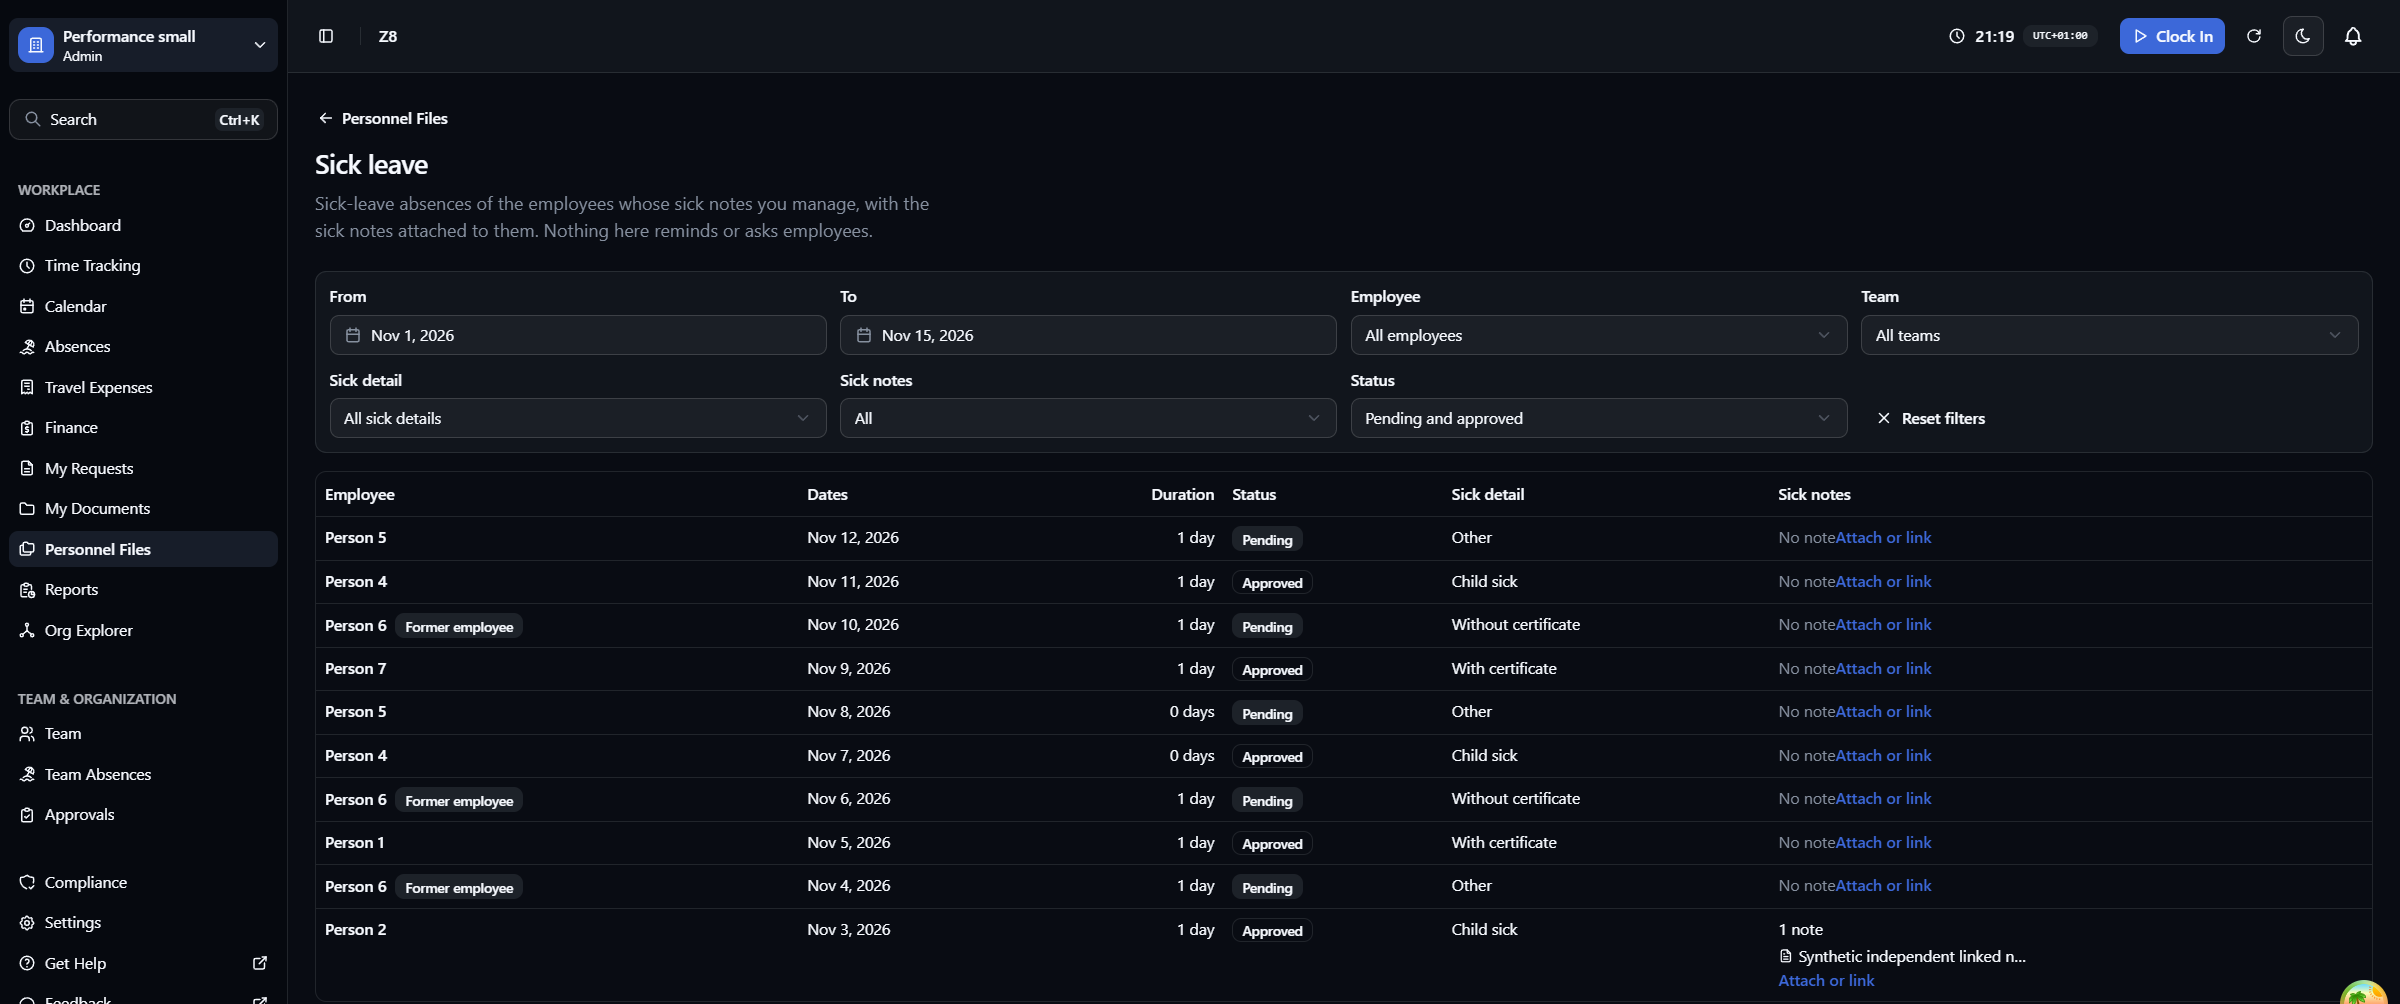 Performance small
Admin
Search Ctrl+K
WORKPLACE
Dashboard
Time Tracking
Calendar
Absences
Travel Expenses
Finance
My Requests
My Documents
Personnel Files
Reports
Org Explorer
TEAM & ORGANIZATION
Team
Team Absences
Approvals
Compliance
Settings
Get Help
Feedback
Z8
21:19 UTC+01:00 Clock In
Personnel Files
Sick leave
Sick-leave absences of the employees whose sick notes you manage, with the
sick notes attached to them. Nothing here reminds or asks employees.
From To Employee Team
Nov 1, 2026 Nov 15, 2026 All employees All teams
Sick detail Sick notes Status
All sick details All Pending and approved Reset filters
Employee Dates Duration Status Sick detail Sick notes
Person 5 Nov 12, 2026 1 day Pending Other No noteAttach or link
Person 4 Nov 11, 2026 1 day Approved Child sick No noteAttach or link
Person 6 Former employee Nov 10, 2026 1 day Pending Without certificate No noteAttach or link
Person 7 Nov 9, 2026 1 day Approved With certificate No noteAttach or link
Person 5 Nov 8, 2026 0 days Pending Other No noteAttach or link
Person 4 Nov 7, 2026 0 days Approved Child sick No noteAttach or link
Person 6 Former employee Nov 6, 2026 1 day Pending Without certificate No noteAttach or link
Person 1 Nov 5, 2026 1 day Approved With certificate No noteAttach or link
Person 6 Former employee Nov 4, 2026 1 day Pending Other No noteAttach or link
Person 2 Nov 3, 2026 1 day Approved Child sick 1 note
Synthetic independent linked n...
Attach or link